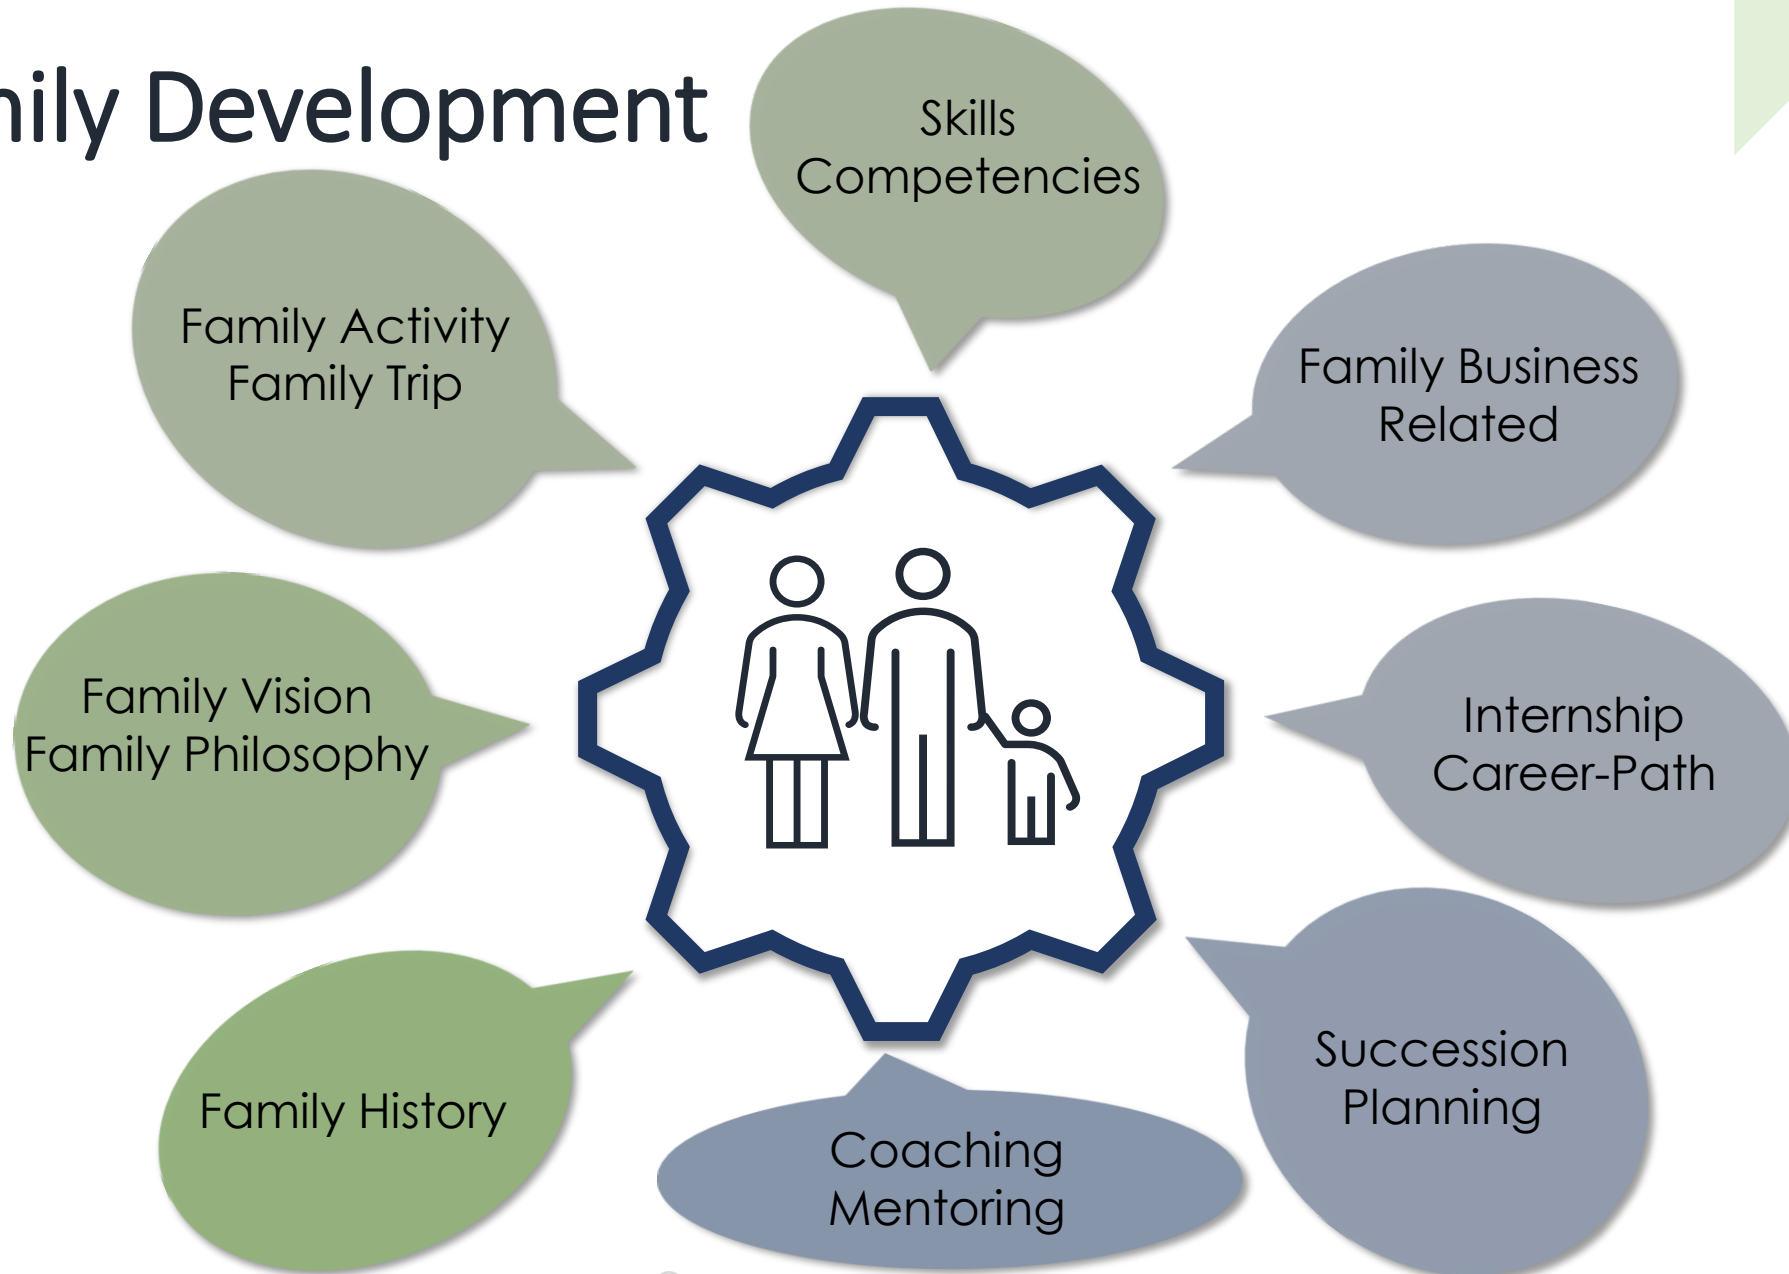 nily Development
Skills
Competencies
Family Activity
Family Trip
Family Business
Related
Family Vision
Family Philosophy
Internship
Career-Path
Family History
Succession
Planning
Coaching
Mentoring